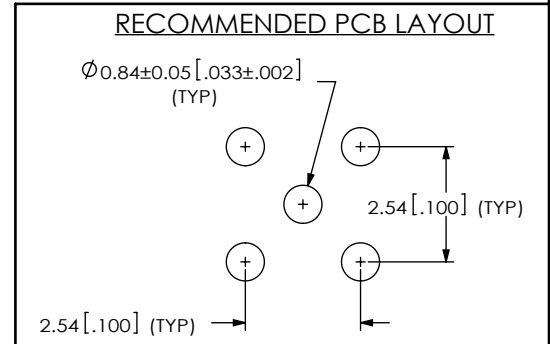 RECOMMENDED PCB LAYOUT
Ø0.84±0.05[.033±.002]
(TYP)
2.54[.100] (TYP)
2.54[.100] (TYP)